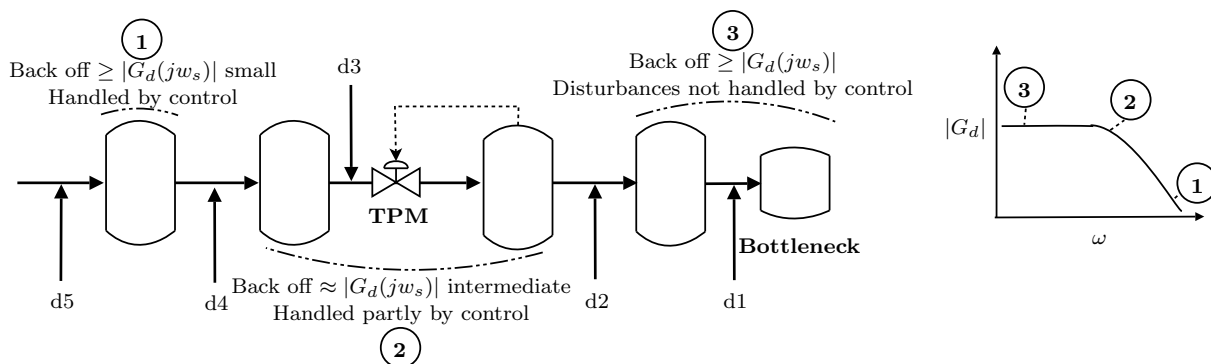 1
Back off ≥ |G_d(jw_s)| small
Handled by control
d3
3
Back off ≥ |G_d(jw_s)|
Disturbances not handled by control
TPM
Bottleneck
d5
d4
Back off ≈ |G_d(jw_s)| intermediate
Handled partly by control
2
d2
d1
3
2
|G_d|
1
ω